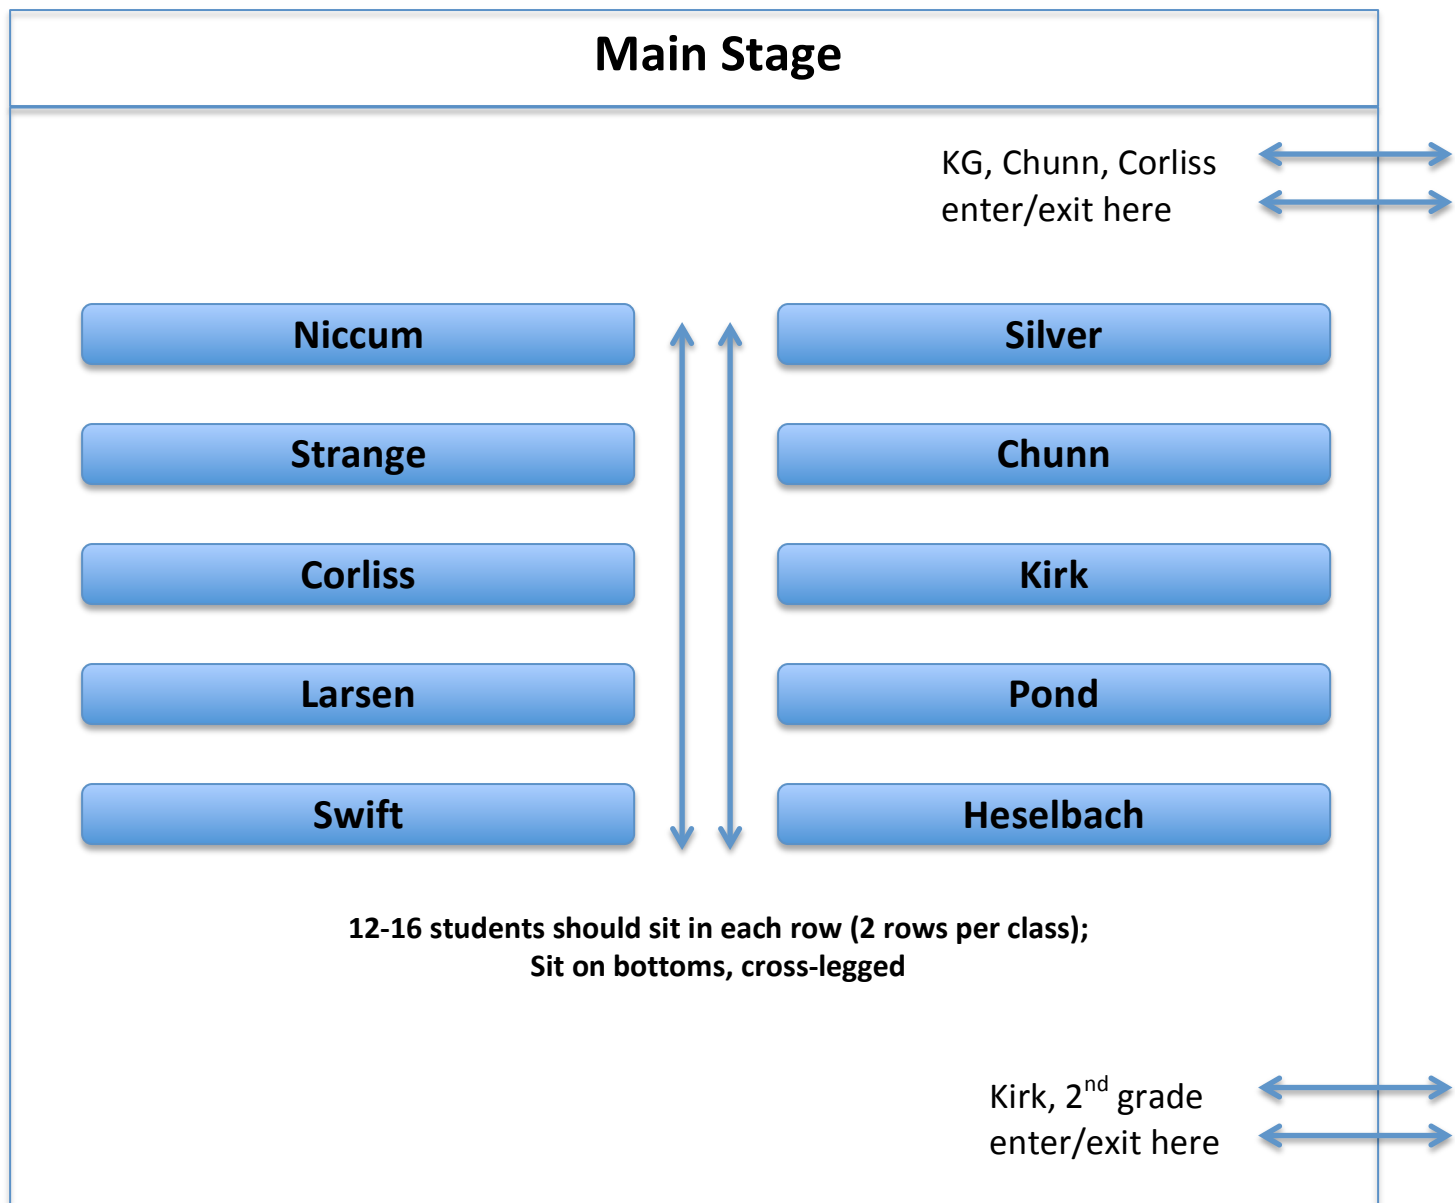 Main Stage
KG, Chunn, Corliss
enter/exit here
Niccum
Silver
Strange
Chunn
Corliss
Kirk
Larsen
Pond
Swift
Heselbach
12-16 students should sit in each row (2 rows per class);
Sit on bottoms, cross-legged
Kirk, 2nd grade
enter/exit here